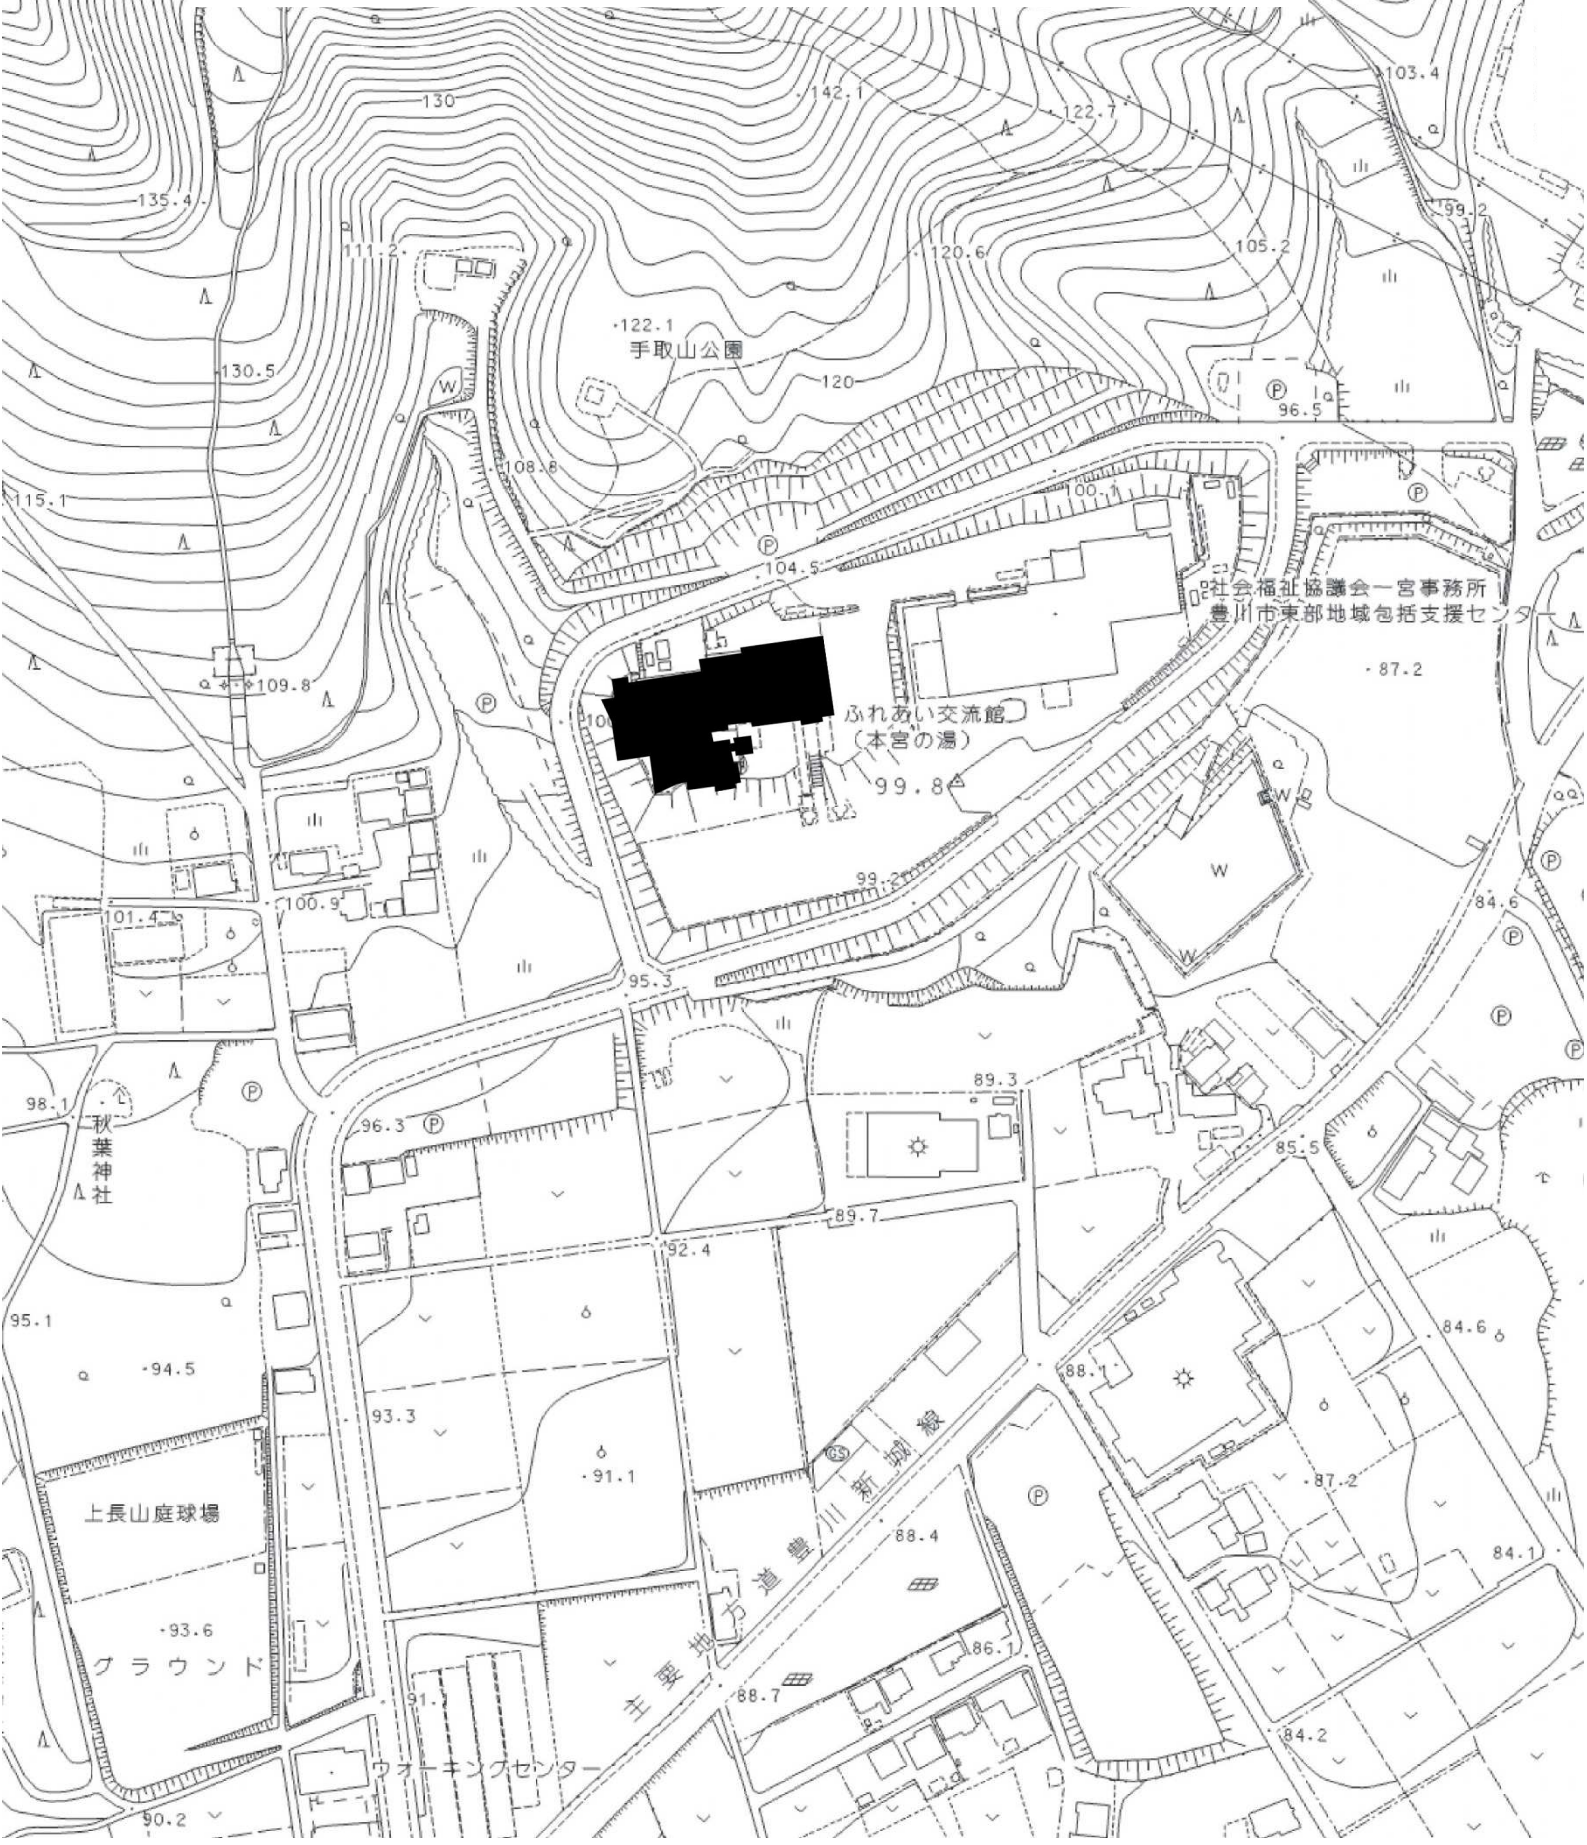 103.4
142.1
130
122.7
135.4
99.2
111.2
105.2
120.6
122.1
手取山公園
130.5
W
120
P
96.5
108.8
115.1
100.1
P
P
104.5
社会福祉協議会一宮事務所
豊川市東部地域包括支援センター
87.2
109.8
P
ふれあい交流館
(本宮の湯)
99.8
W
P
W
99.2
100.9
101.4
84.6
P
W
95.3
P
P
89.3
98.1
P
秋葉神社
96.3
P
85.5
89.7
92.4
95.1
84.6
94.5
88.1
93.3
GS
91.1
87.2
P
上長山庭球場
主要地方道豊川新城線
88.4
84.1
93.6
グラウンド
86.1
88.7
84.2
ウォーキングセンター
90.2